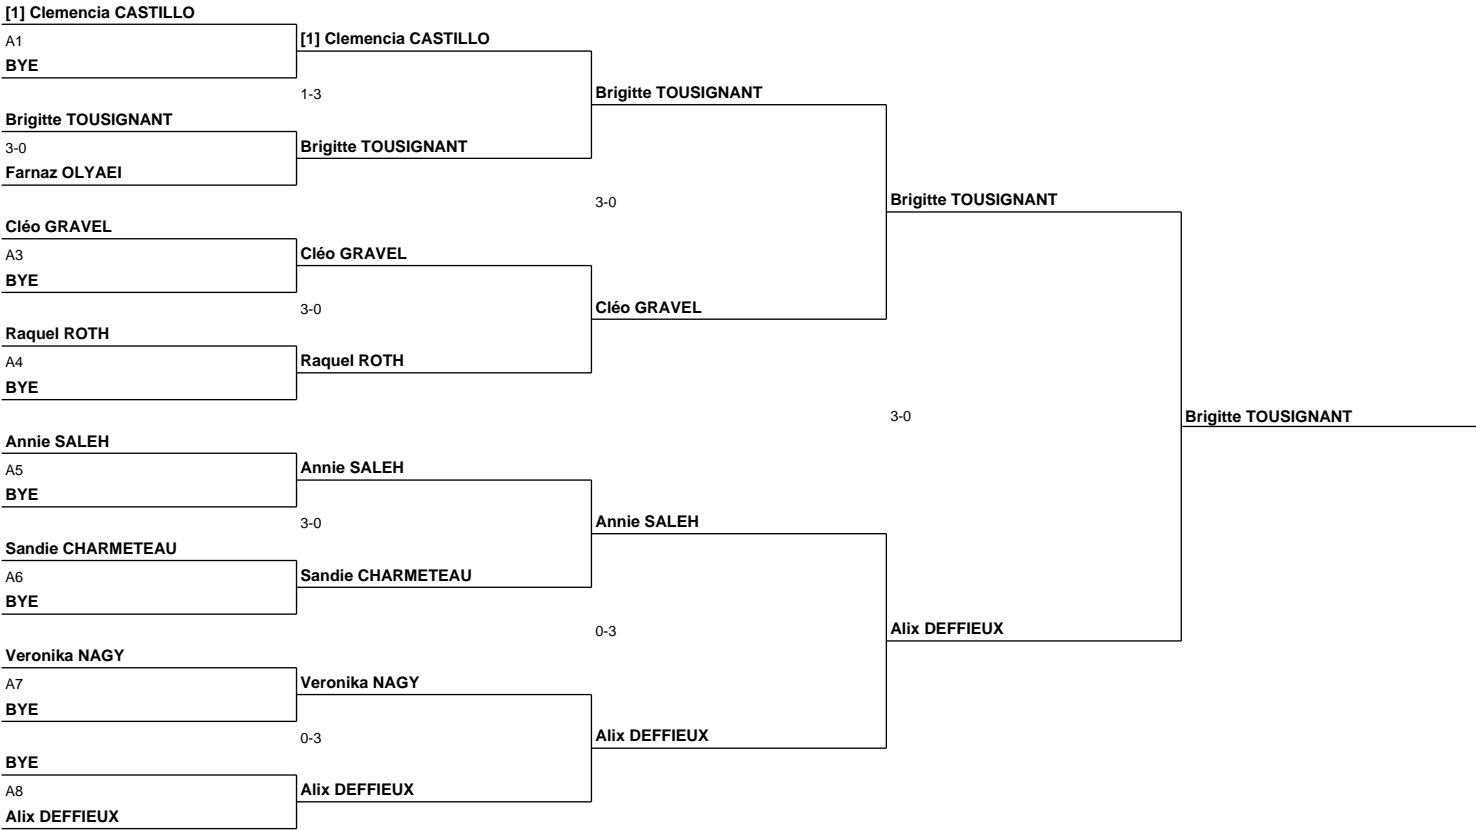 [1] Clemencia CASTILLO
A1
BYE
Brigitte TOUSIGNANT
3-0
Farnaz OLYAEI
Cléo GRAVEL
A3
BYE
Raquel ROTH
A4
BYE
Annie SALEH
A5
BYE
Sandie CHARMETEAU
A6
BYE
Veronika NAGY
A7
BYE
BYE
A8
Alix DEFFIEUX
[1] Clemencia CASTILLO
1-3
Brigitte TOUSIGNANT
Cléo GRAVEL
3-0
Raquel ROTH
Annie SALEH
3-0
Sandie CHARMETEAU
Veronika NAGY
0-3
Alix DEFFIEUX
Brigitte TOUSIGNANT
3-0
Cléo GRAVEL
Annie SALEH
0-3
Alix DEFFIEUX
Brigitte TOUSIGNANT
3-0
Alix DEFFIEUX
Brigitte TOUSIGNANT